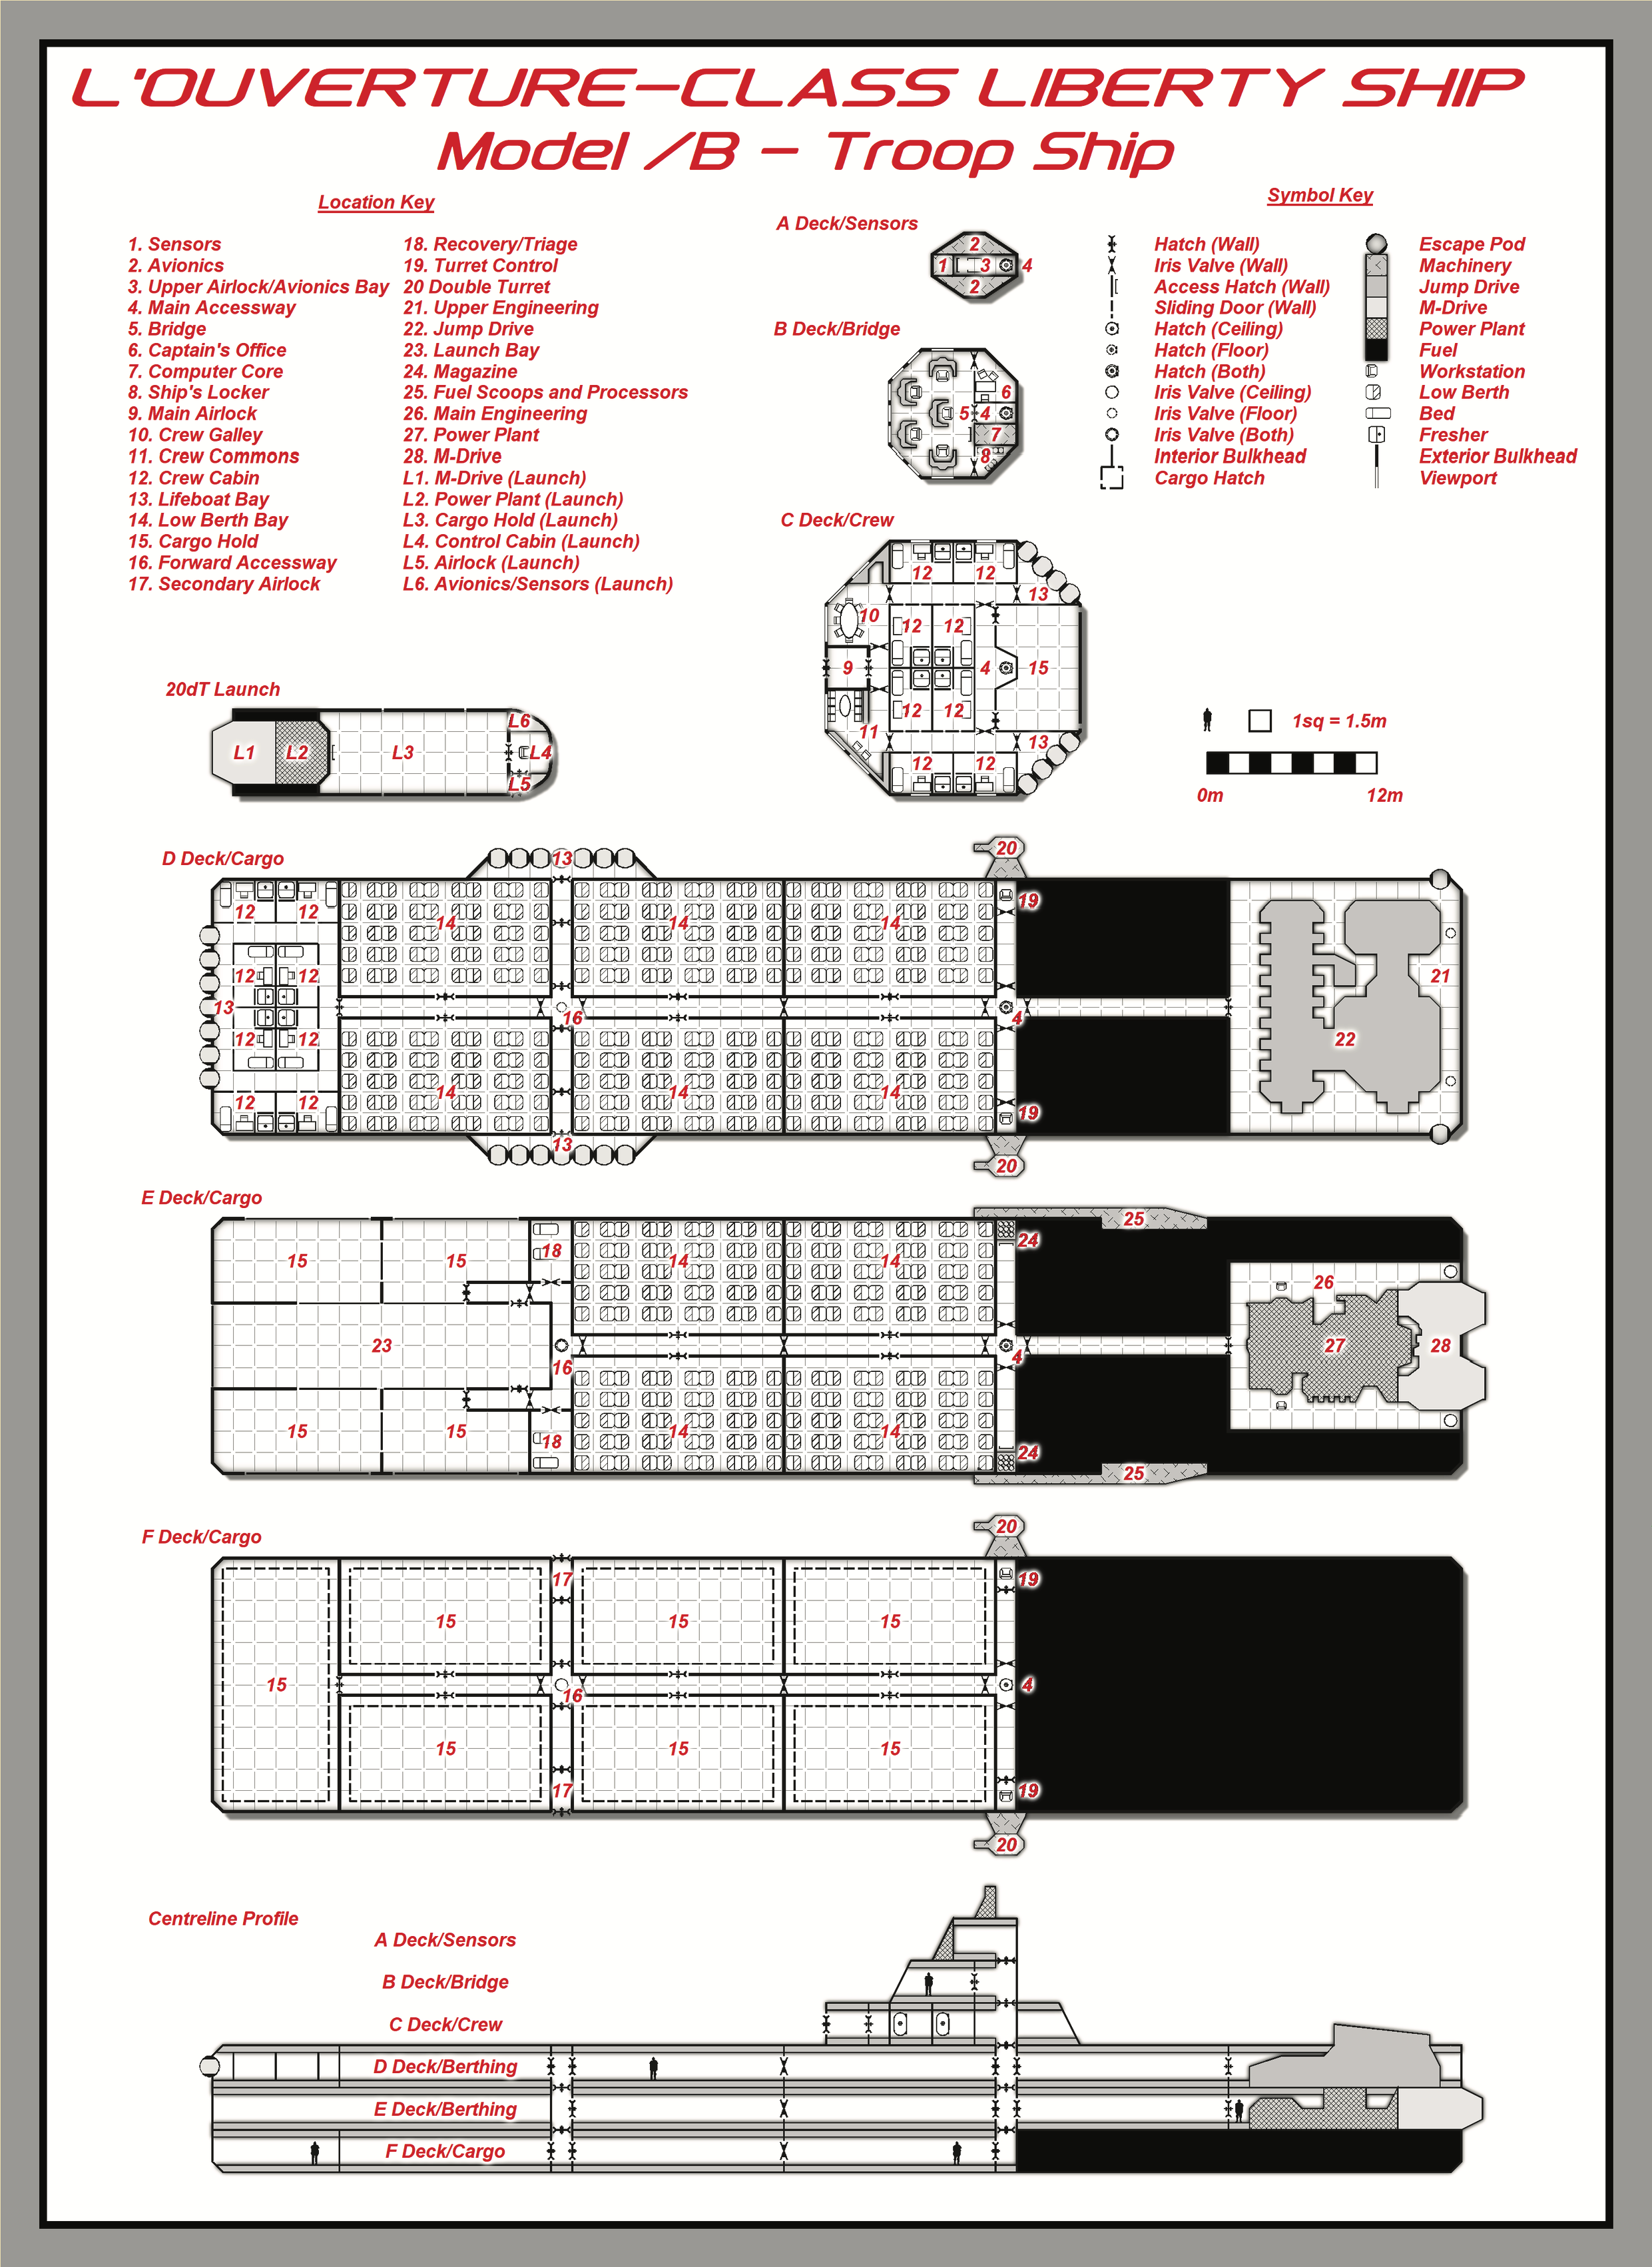 L'OUVERTURE-CLASS LIBERTY SHIP
Model /B - Troop Ship
Location Key
1. Sensors
2. Avionics
3. Upper Airlock/Avionics Bay
4. Main Accessway
5. Bridge
6. Captain's Office
7. Computer Core
8. Ship's Locker
9. Main Airlock
10. Crew Galley
11. Crew Commons
12. Crew Cabin
13. Lifeboat Bay
14. Low Berth Bay
15. Cargo Hold
16. Forward Accessway
17. Secondary Airlock
18. Recovery/Triage
19. Turret Control
20 Double Turret
21. Upper Engineering
22. Jump Drive
23. Launch Bay
24. Magazine
25. Fuel Scoops and Processors
26. Main Engineering
27. Power Plant
28. M-Drive
L1. M-Drive (Launch)
L2. Power Plant (Launch)
L3. Cargo Hold (Launch)
L4. Control Cabin (Launch)
L5. Airlock (Launch)
L6. Avionics/Sensors (Launch)
Symbol Key
Hatch (Wall)
Iris Valve (Wall)
Access Hatch (Wall)
Sliding Door (Wall)
Hatch (Ceiling)
Hatch (Floor)
Hatch (Both)
Iris Valve (Ceiling)
Iris Valve (Floor)
Iris Valve (Both)
Interior Bulkhead
Cargo Hatch
Escape Pod
Machinery
Jump Drive
M-Drive
Power Plant
Fuel
Workstation
Low Berth
Bed
Fresher
Exterior Bulkhead
Viewport
A Deck/Sensors
2
1 3 4
2
B Deck/Bridge
6
5 4
7
8
C Deck/Crew
12 12
13
10
12 12
9 4 15
12 12
11
13
12 12
1sq = 1.5m
0m 12m
20dT Launch
L6
L1 L2 L3 L4
L5
D Deck/Cargo
13 20
12 12 14 14 14 19
12 12 21
13 16 4
12 12 22
12 12 14 14 14 19
13 20
E Deck/Cargo
25
15 15 18 14 14 24
26
23 16 4 27 28
15 15 18 14 14 24
25
F Deck/Cargo
20
17 19
15 15 15
15 16 4
15 15 15
17 19
20
Centreline Profile
A Deck/Sensors
B Deck/Bridge
C Deck/Crew
D Deck/Berthing
E Deck/Berthing
F Deck/Cargo